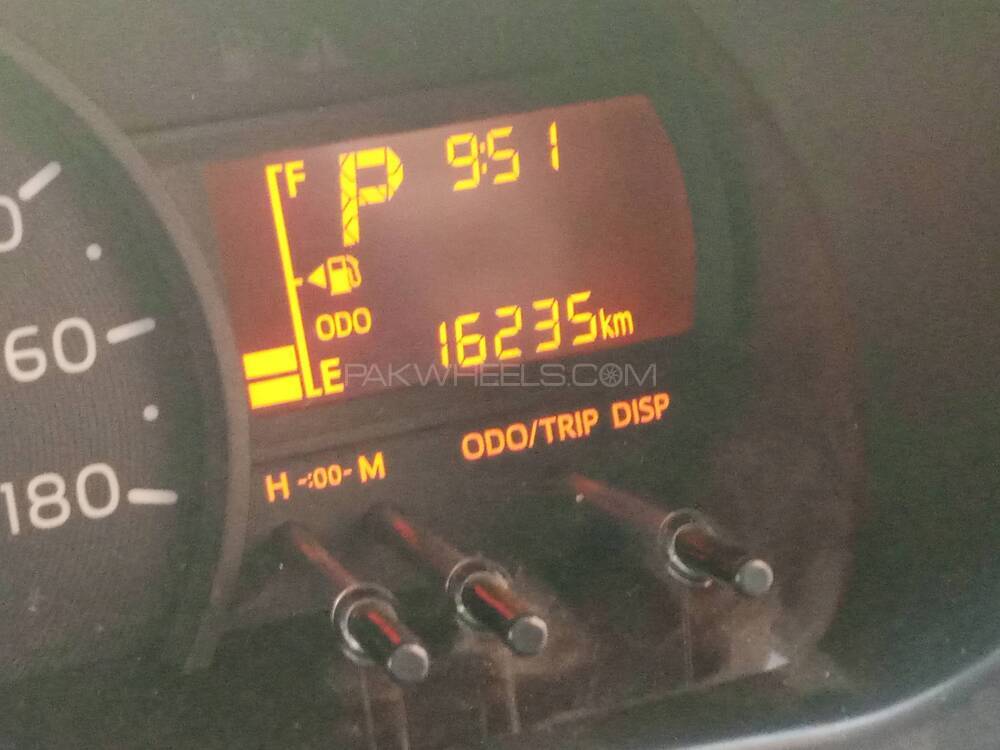 F P 9:51
ODO
16235km
E
PAKWHEELS.COM
ODO/TRIP DISP
H -:00- M
60
180